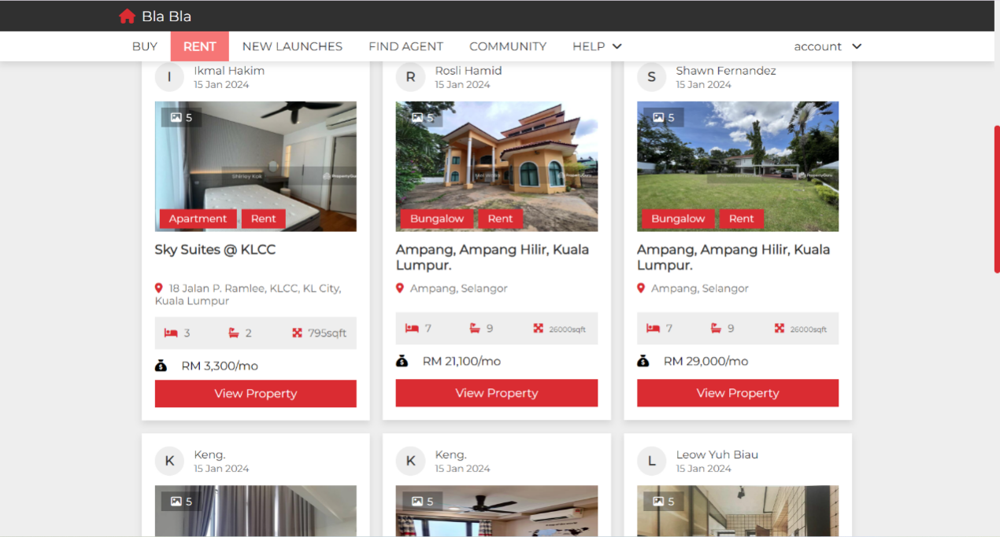 Bla Bla
BUY RENT NEW LAUNCHES FIND AGENT COMMUNITY HELP account
I Ikmal Hakim
15 Jan 2024
5
Shirley Kok PropertyGuru
Apartment Rent
Sky Suites @ KLCC
18 Jalan P. Ramlee, KLCC, KL City,
Kuala Lumpur
3 2 795sqft
RM 3,300/mo
View Property
R Rosli Hamid
15 Jan 2024
5
PropertyGuru
Bungalow Rent
Ampang, Ampang Hilir, Kuala
Lumpur.
Ampang, Selangor
7 9 26000sqft
RM 21,100/mo
View Property
S Shawn Fernandez
15 Jan 2024
5
PropertyGuru
Bungalow Rent
Ampang, Ampang Hilir, Kuala
Lumpur.
Ampang, Selangor
7 9 26000sqft
RM 29,000/mo
View Property
K Keng.
15 Jan 2024
5
K Keng.
15 Jan 2024
5
L Leow Yuh Biau
15 Jan 2024
5